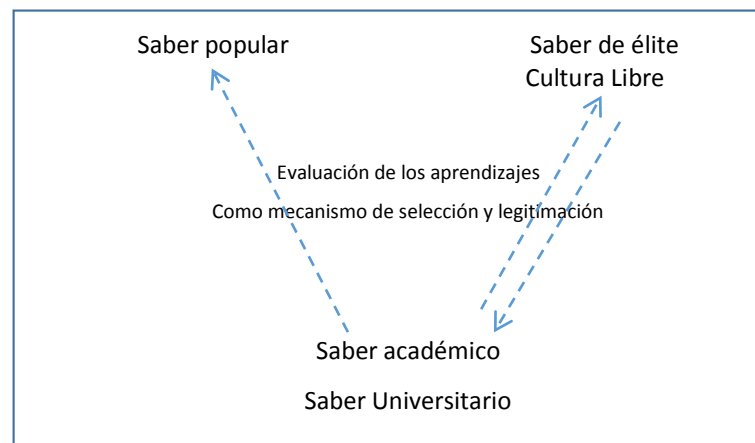 Saber popular
Saber de élite
Cultura Libre
Evaluación de los aprendizajes
Como mecanismo de selección y legitimación
Saber académico
Saber Universitario